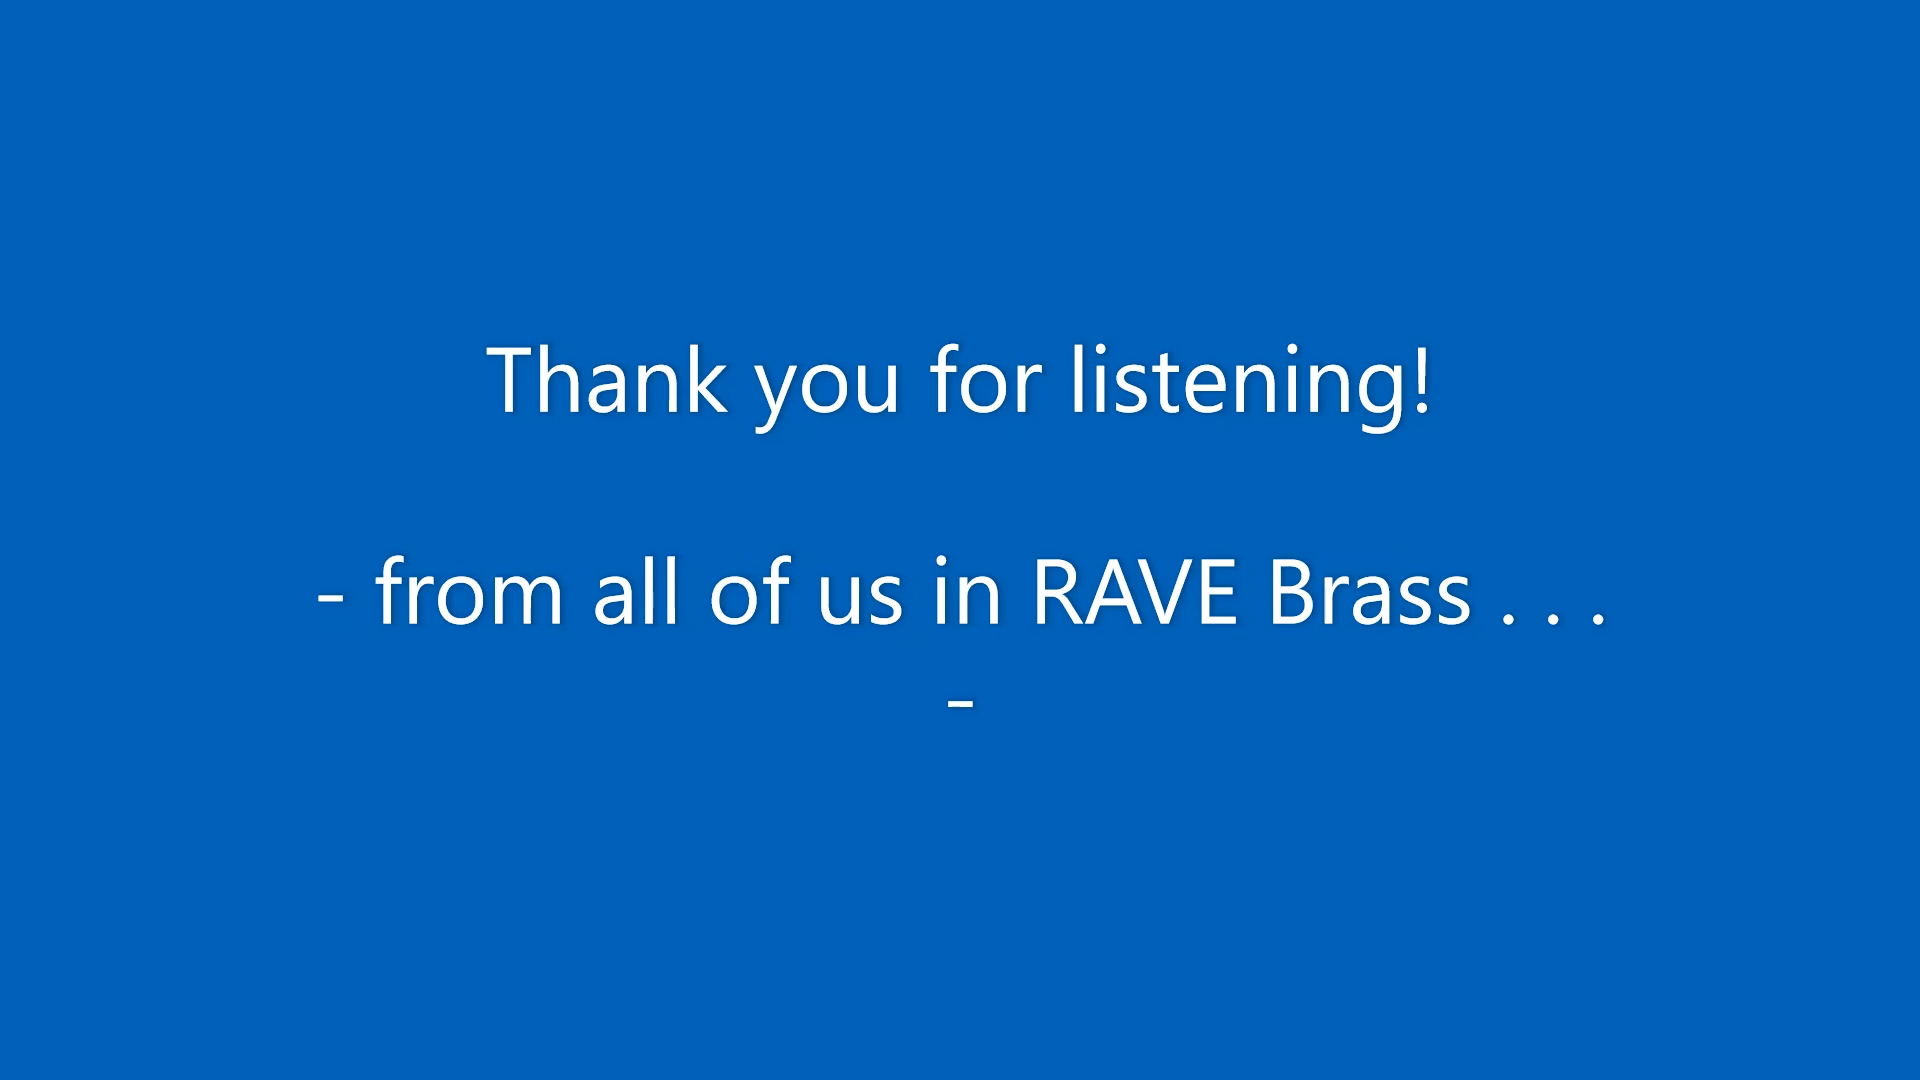 Thank you for listening!
- from all of us in RAVE Brass . . .
-